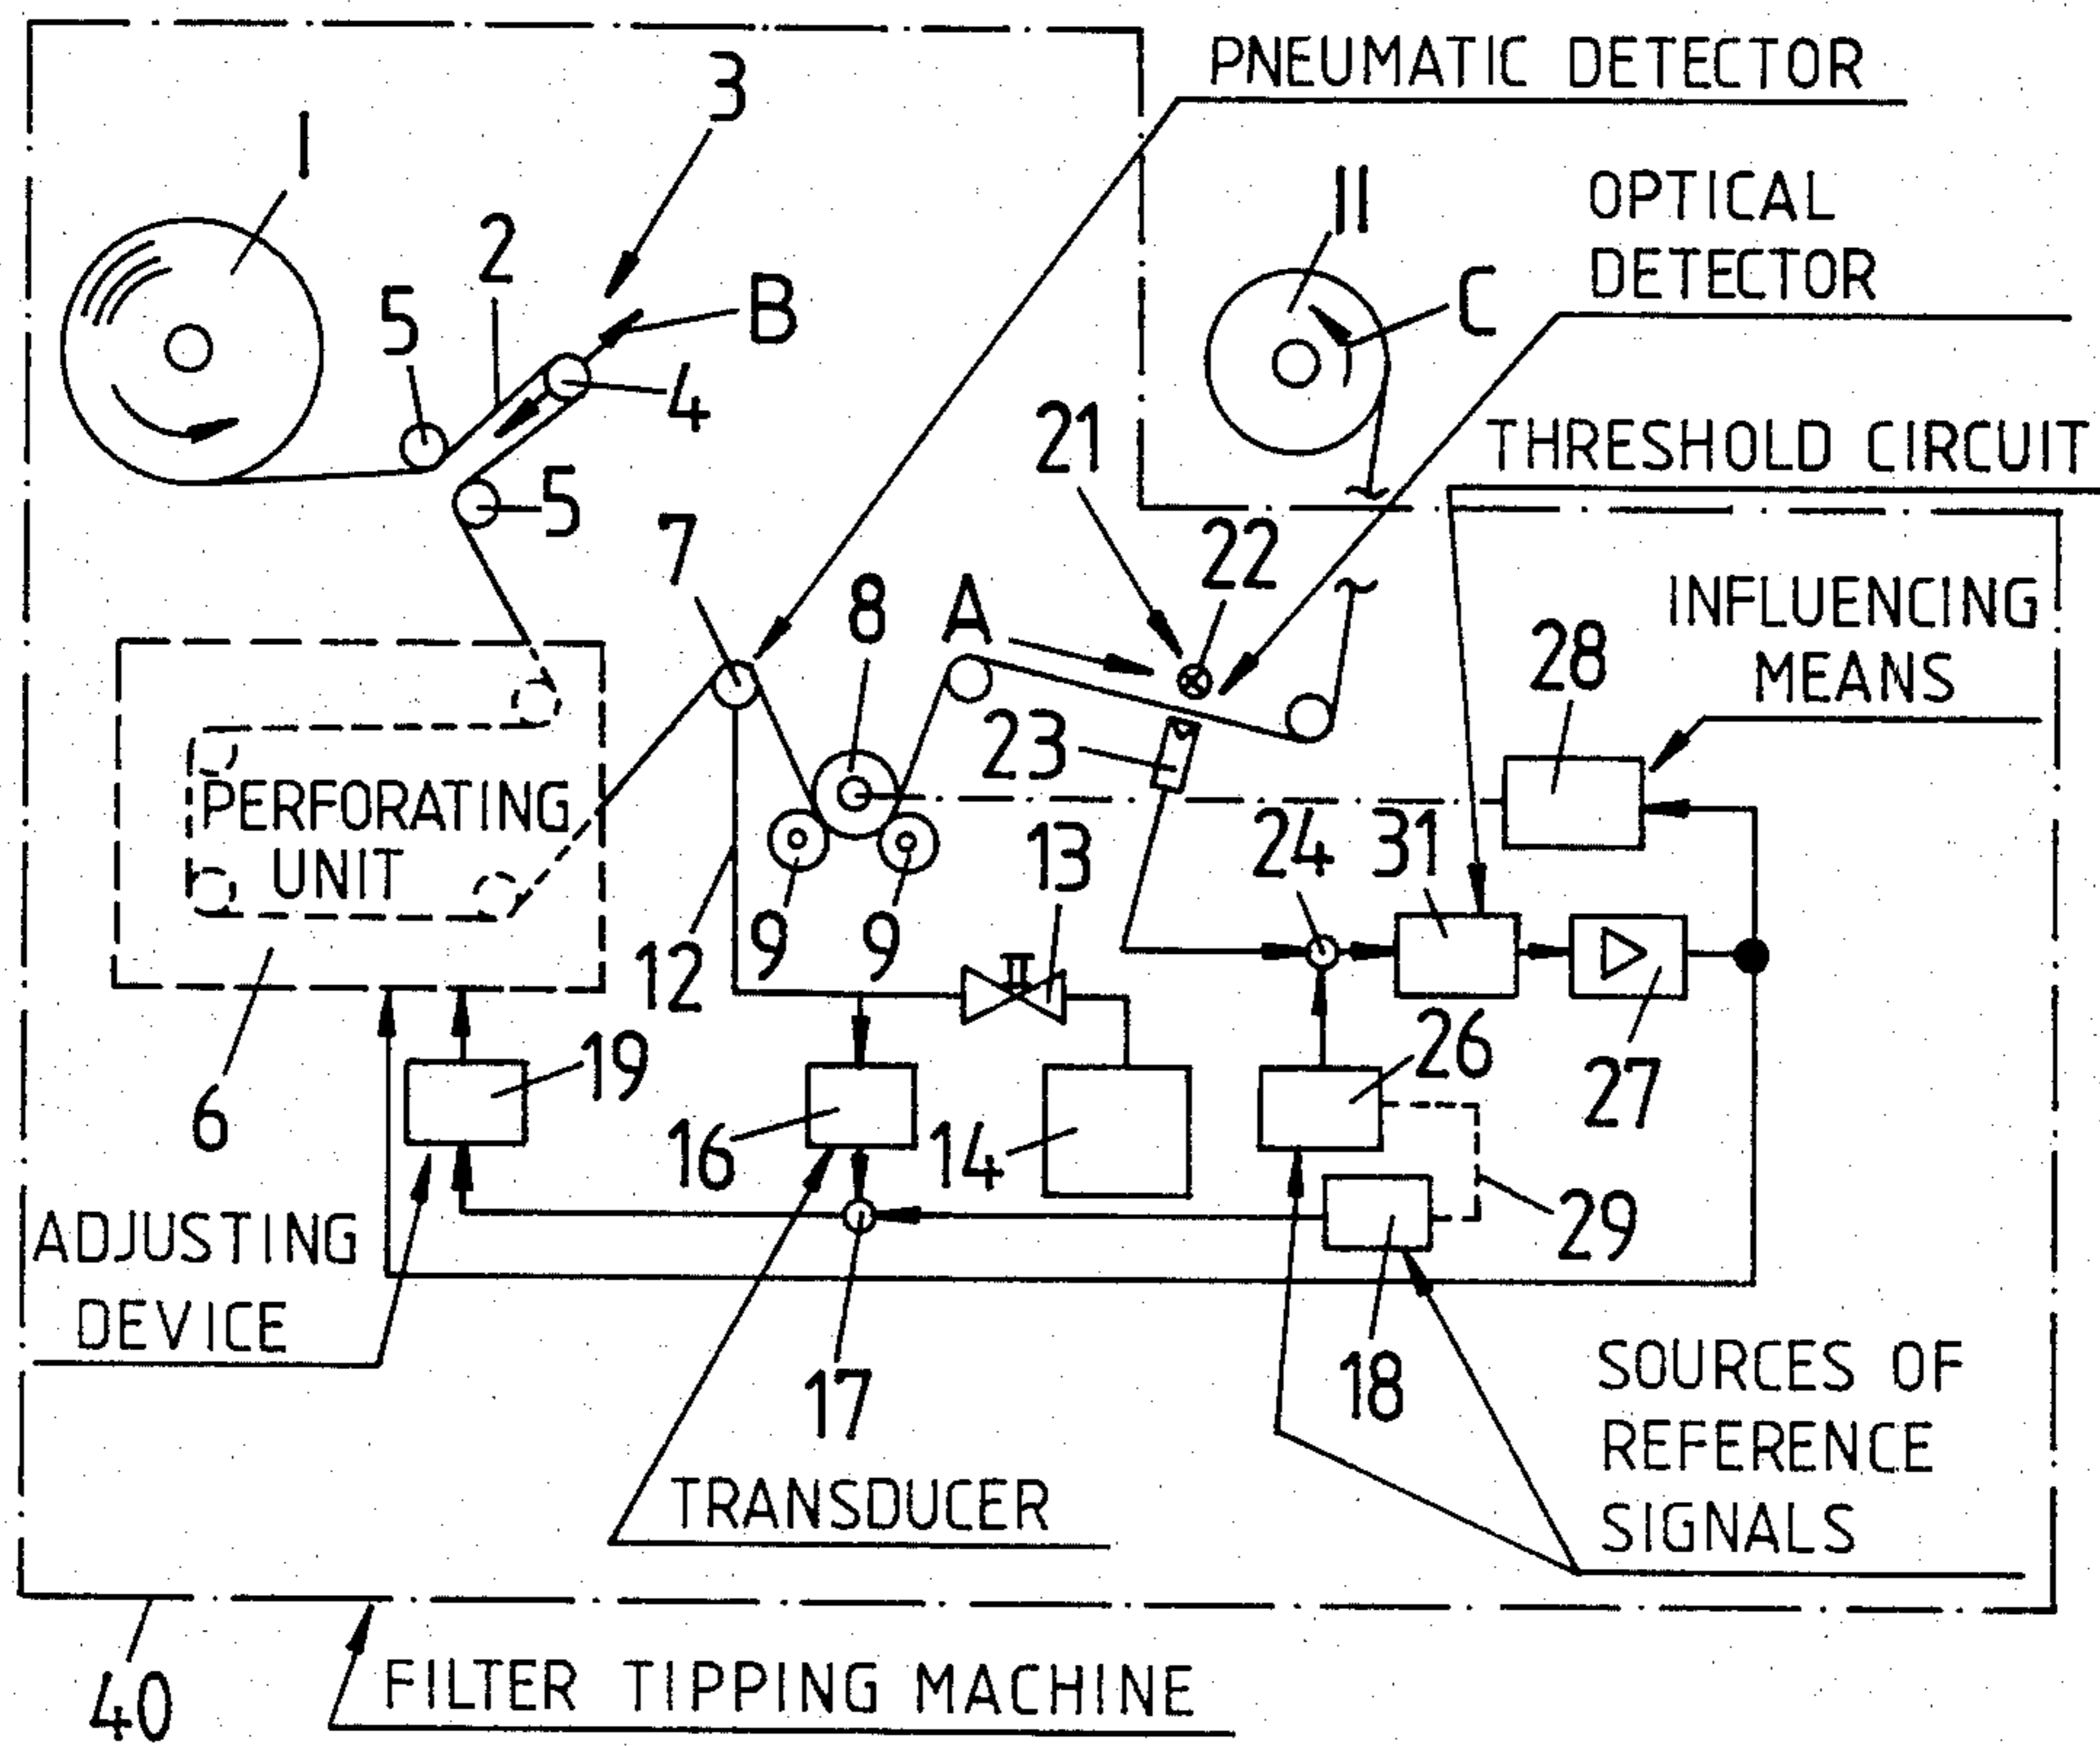 3
PNEUMATIC DETECTOR
1
11
OPTICAL
DETECTOR
2
5
B
C
4
21
THRESHOLD CIRCUIT
5
7
22
8
A
INFLUENCING
MEANS
28
23
PERFORATING
UNIT
24
31
13
12
9
9
19
26
27
6
16
14
29
ADJUSTING
DEVICE
17
18
SOURCES OF
REFERENCE
SIGNALS
TRANSDUCER
40
FILTER TIPPING MACHINE